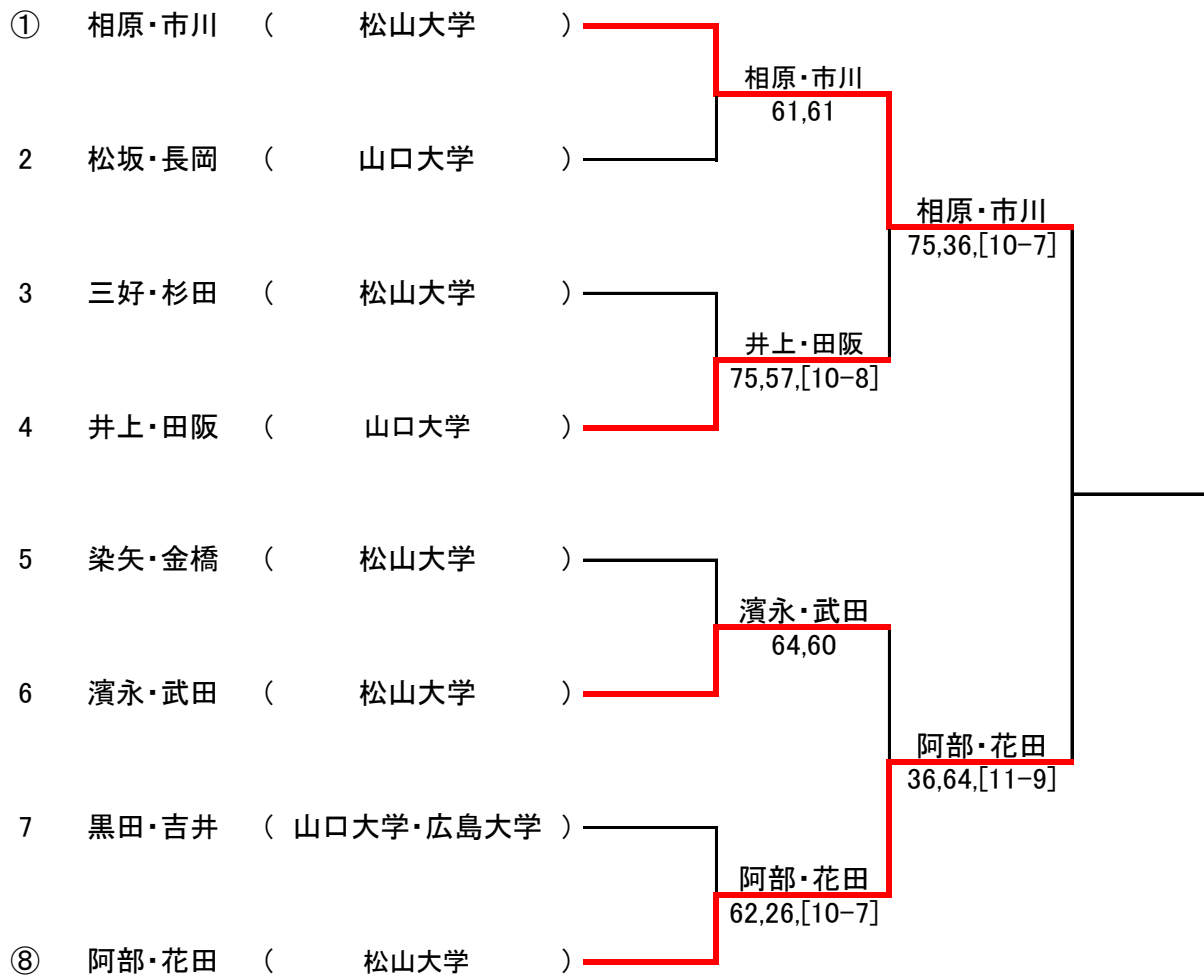 ① 相原・市川 ( 松山大学 )
相原・市川
61,61
2 松坂・長岡 ( 山口大学 )
相原・市川
75,36,[10-7]
3 三好・杉田 ( 松山大学 )
井上・田阪
75,57,[10-8]
4 井上・田阪 ( 山口大学 )
5 染矢・金橋 ( 松山大学 )
濱永・武田
64,60
6 濱永・武田 ( 松山大学 )
阿部・花田
36,64,[11-9]
7 黒田・吉井 ( 山口大学・広島大学 )
阿部・花田
62,26,[10-7]
⑧ 阿部・花田 ( 松山大学 )